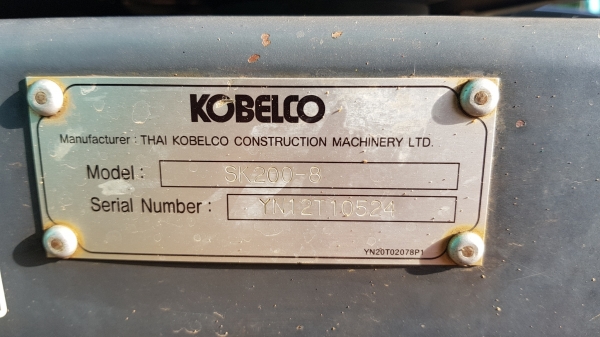 KOBELCO
Manufacturer : THAI KOBELCO CONSTRUCTION MACHINERY LTD.
Model : SK200-8
Serial Number : YN12T10524
YN20T02078P1